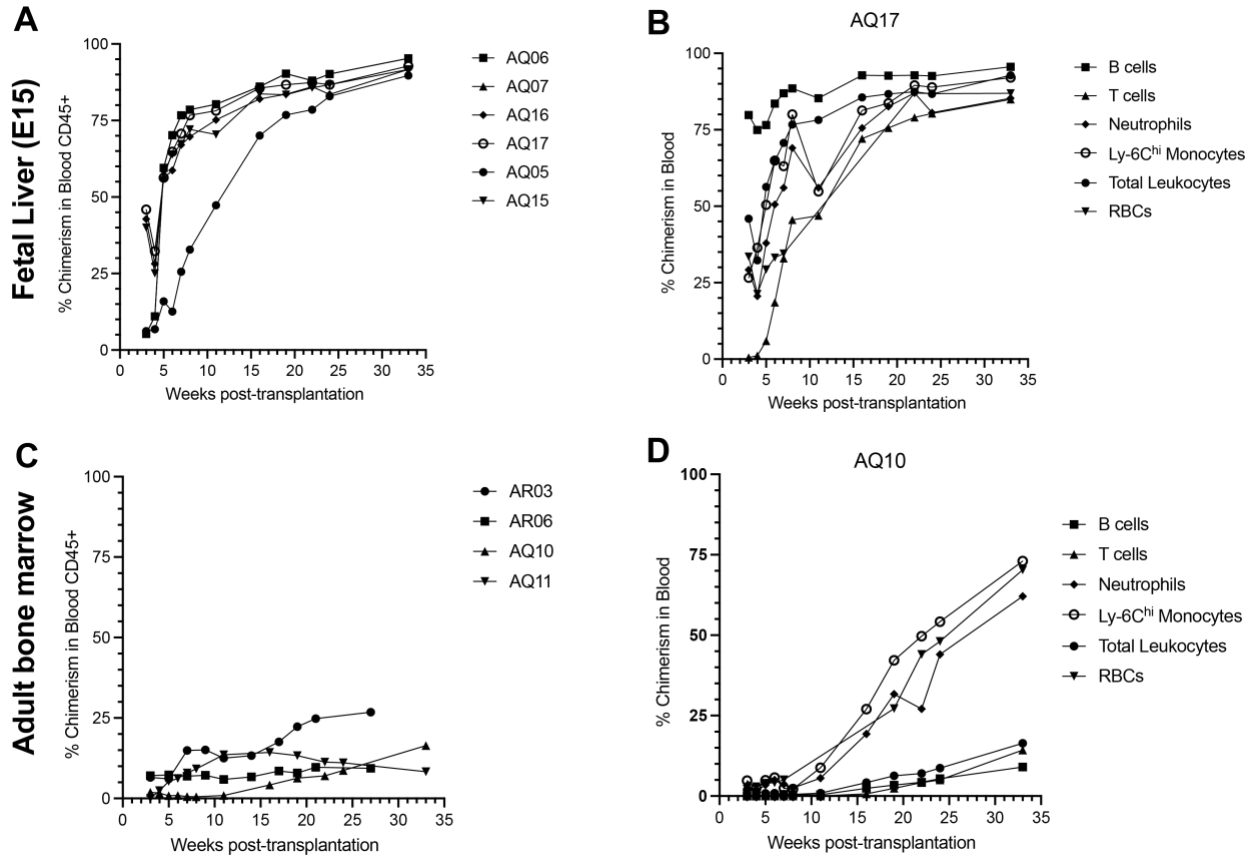 A
Fetal Liver (E15)
% Chimerism in Blood CD45+
100
75
50
25
0
0 5 10 15 20 25 30 35
Weeks post-transplantation
AQ06
AQ07
AQ16
AQ17
AQ05
AQ15
B
AQ17
% Chimerism in Blood
100
75
50
25
0
0 5 10 15 20 25 30 35
Weeks post-transplantation
B cells
T cells
Neutrophils
Ly-6Chi Monocytes
Total Leukocytes
RBCs
C
Adult bone marrow
% Chimerism in Blood CD45+
100
75
50
25
0
0 5 10 15 20 25 30 35
Weeks post-transplantation
AR03
AR06
AQ10
AQ11
D
AQ10
% Chimerism in Blood
100
75
50
25
0
0 5 10 15 20 25 30 35
Weeks post-transplantation
B cells
T cells
Neutrophils
Ly-6Chi Monocytes
Total Leukocytes
RBCs